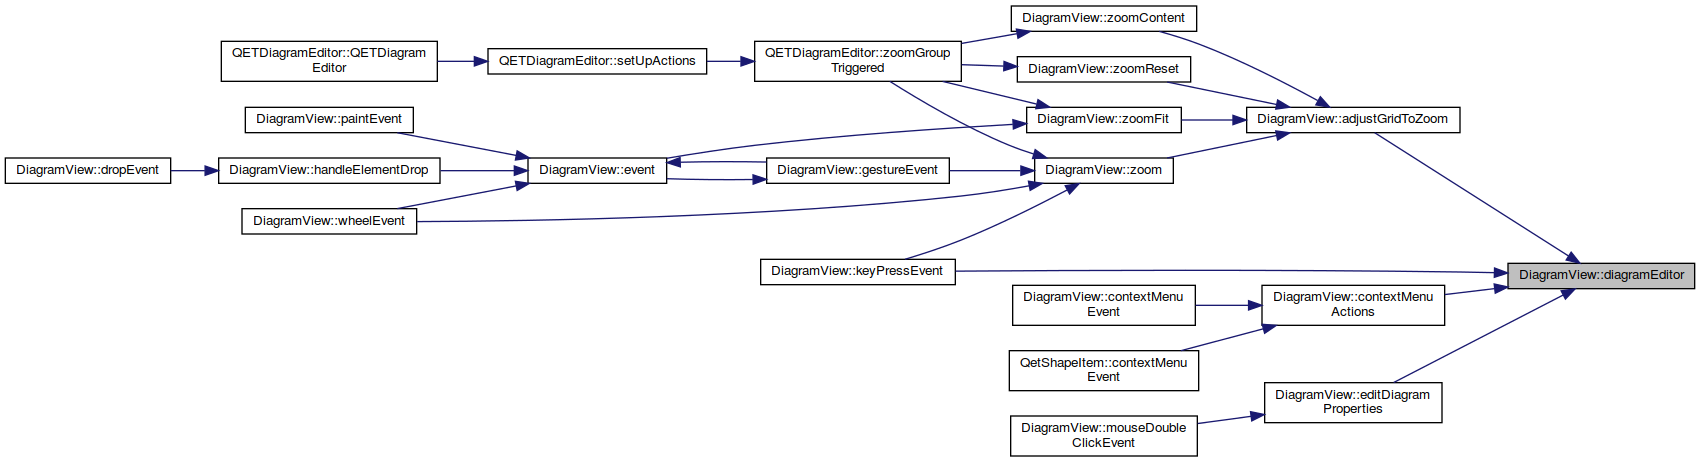 DiagramView::zoomContent
QETDiagramEditor::QETDiagram
Editor
QETDiagramEditor::setUpActions
QETDiagramEditor::zoomGroup
Triggered
DiagramView::zoomReset
DiagramView::paintEvent
DiagramView::zoomFit
DiagramView::adjustGridToZoom
DiagramView::dropEvent
DiagramView::handleElementDrop
DiagramView::event
DiagramView::gestureEvent
DiagramView::zoom
DiagramView::wheelEvent
DiagramView::keyPressEvent
DiagramView::diagramEditor
DiagramView::contextMenu
Event
DiagramView::contextMenu
Actions
QetShapeItem::contextMenu
Event
DiagramView::editDiagram
Properties
DiagramView::mouseDouble
ClickEvent